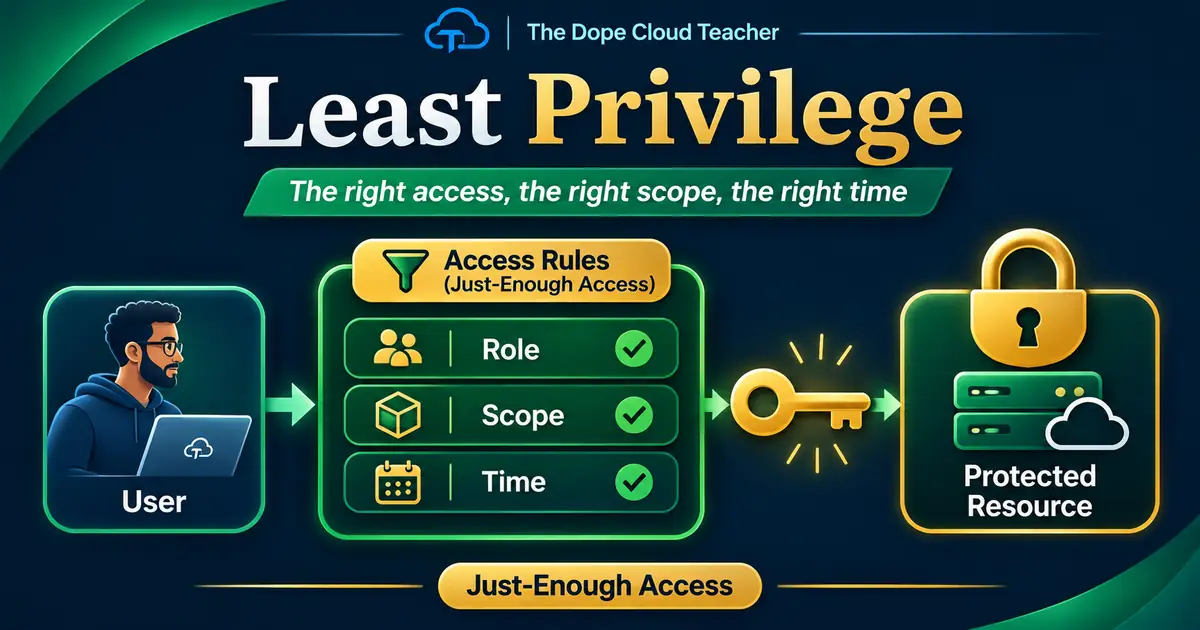 The Dope Cloud Teacher
Least Privilege
The right access, the right scope, the right time
Access Rules
(Just-Enough Access)
Role
Scope
Time
User
Protected
Resource
Just-Enough Access